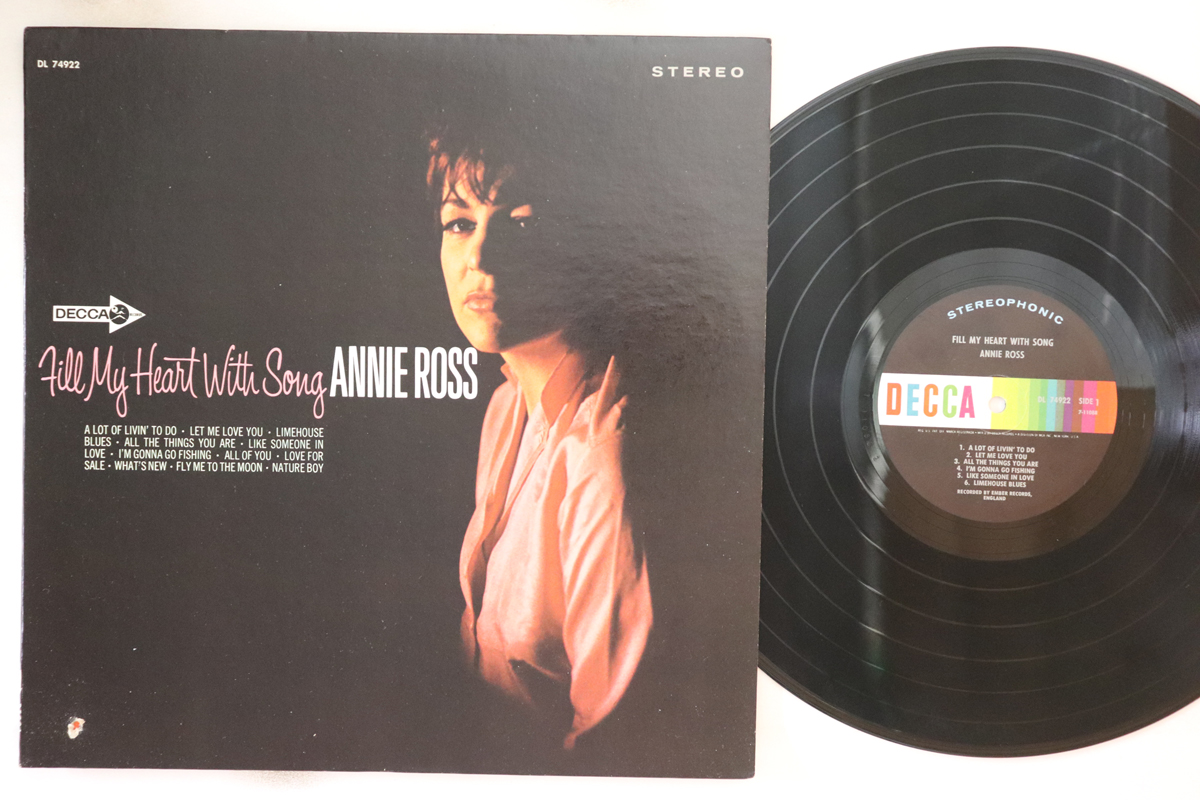 DL 74922
STEREO
DECCA
Fill My Heart With Song ANNIE ROSS
A LOT OF LIVIN' TO DO • LET ME LOVE YOU • LIMEHOUSE
BLUES • ALL THE THINGS YOU ARE • LIKE SOMEONE IN
LOVE • I'M GONNA GO FISHING • ALL OF YOU • LOVE FOR
SALE • WHAT'S NEW • FLY ME TO THE MOON • NATURE BOY
STEREOPHONIC
FILL MY HEART WITH SONG
ANNIE ROSS
DECCA
DL 74922 SIDE 1
1. A LOT OF LIVIN' TO DO
2. LET ME LOVE YOU
3. ALL THE THINGS YOU ARE
4. I'M GONNA GO FISHING
5. LIKE SOMEONE IN LOVE
6. LIMEHOUSE BLUES
RECORDED BY EMBER RECORDS,
ENGLAND